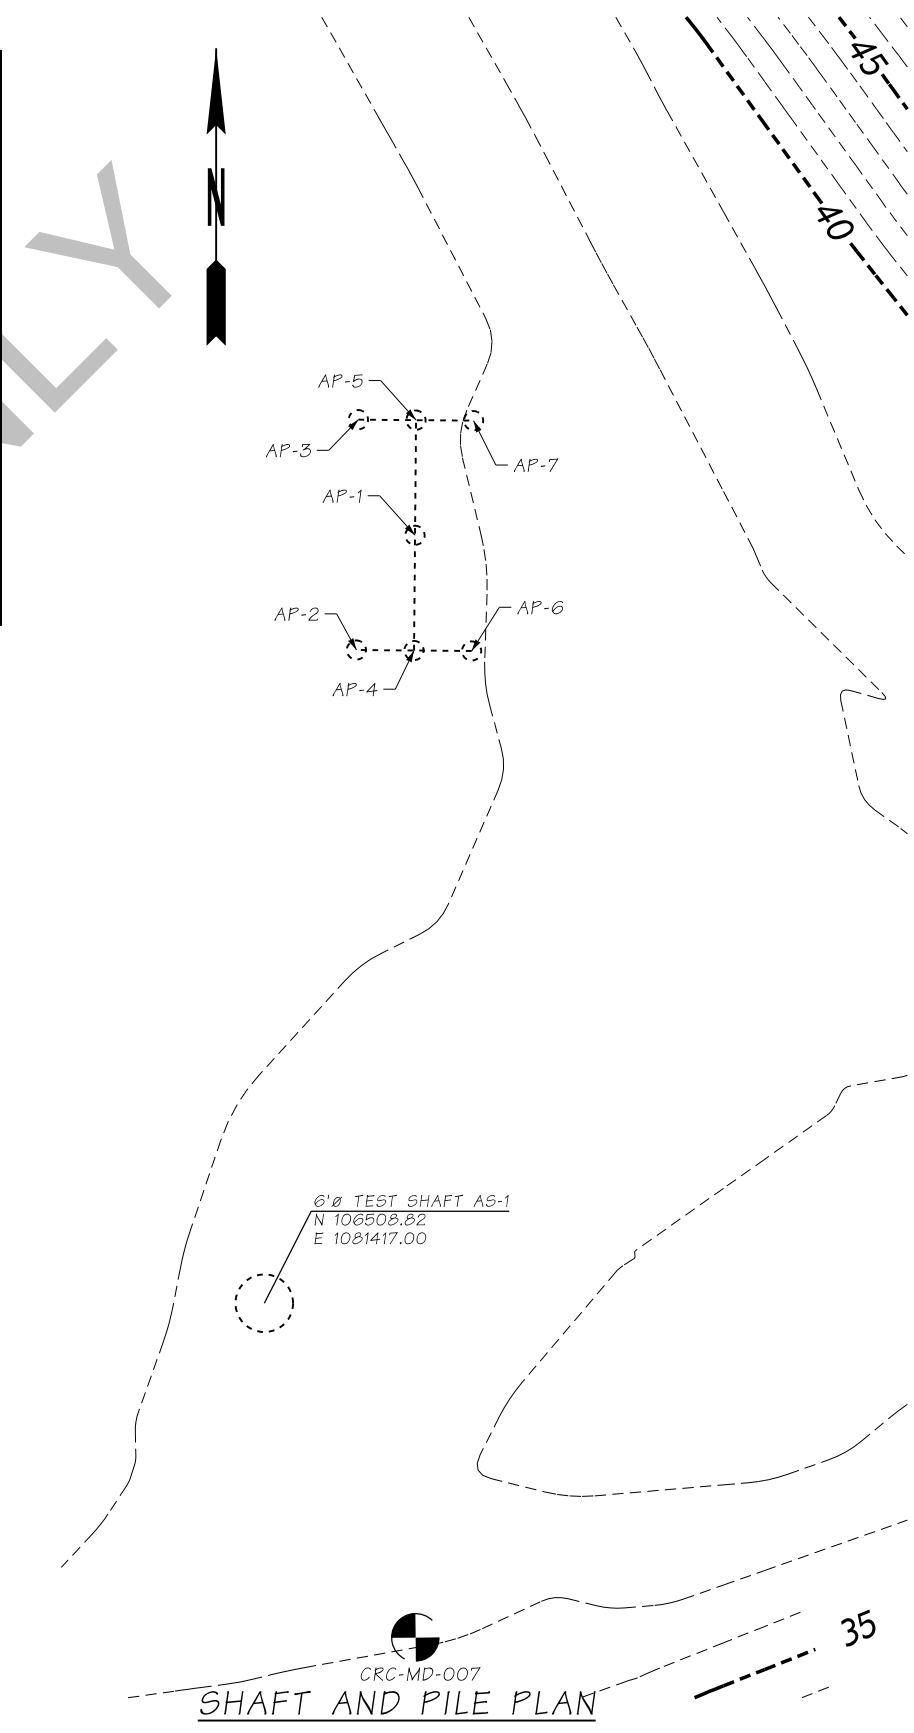 45
N
40
NLY
AP-5
AP-3
AP-7
AP-1
AP-2
AP-6
AP-4
6'ø TEST SHAFT AS-1
N 106508.82
E 1081417.00
35
CRC-MD-007
SHAFT AND PILE PLAN